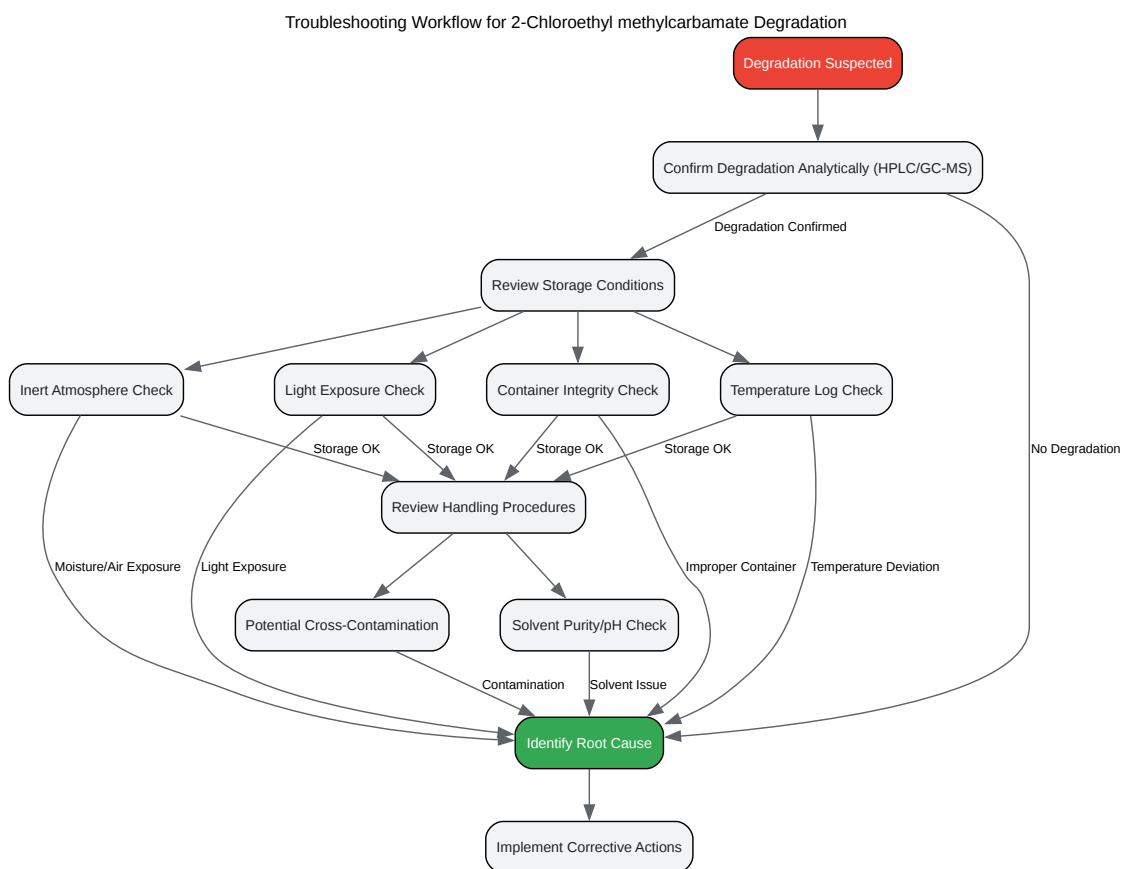 Troubleshooting Workflow for 2-Chloroethyl methylcarbamate Degradation
Degradation Suspected
Confirm Degradation Analytically (HPLC/GC-MS)
Degradation Confirmed
Review Storage Conditions
Inert Atmosphere Check
Light Exposure Check
Container Integrity Check
Temperature Log Check
Storage OK
Storage OK
Storage OK
Storage OK
No Degradation
Review Handling Procedures
Moisture/Air Exposure
Light Exposure
Improper Container
Temperature Deviation
Potential Cross-Contamination
Solvent Purity/pH Check
Contamination
Solvent Issue
Identify Root Cause
Implement Corrective Actions